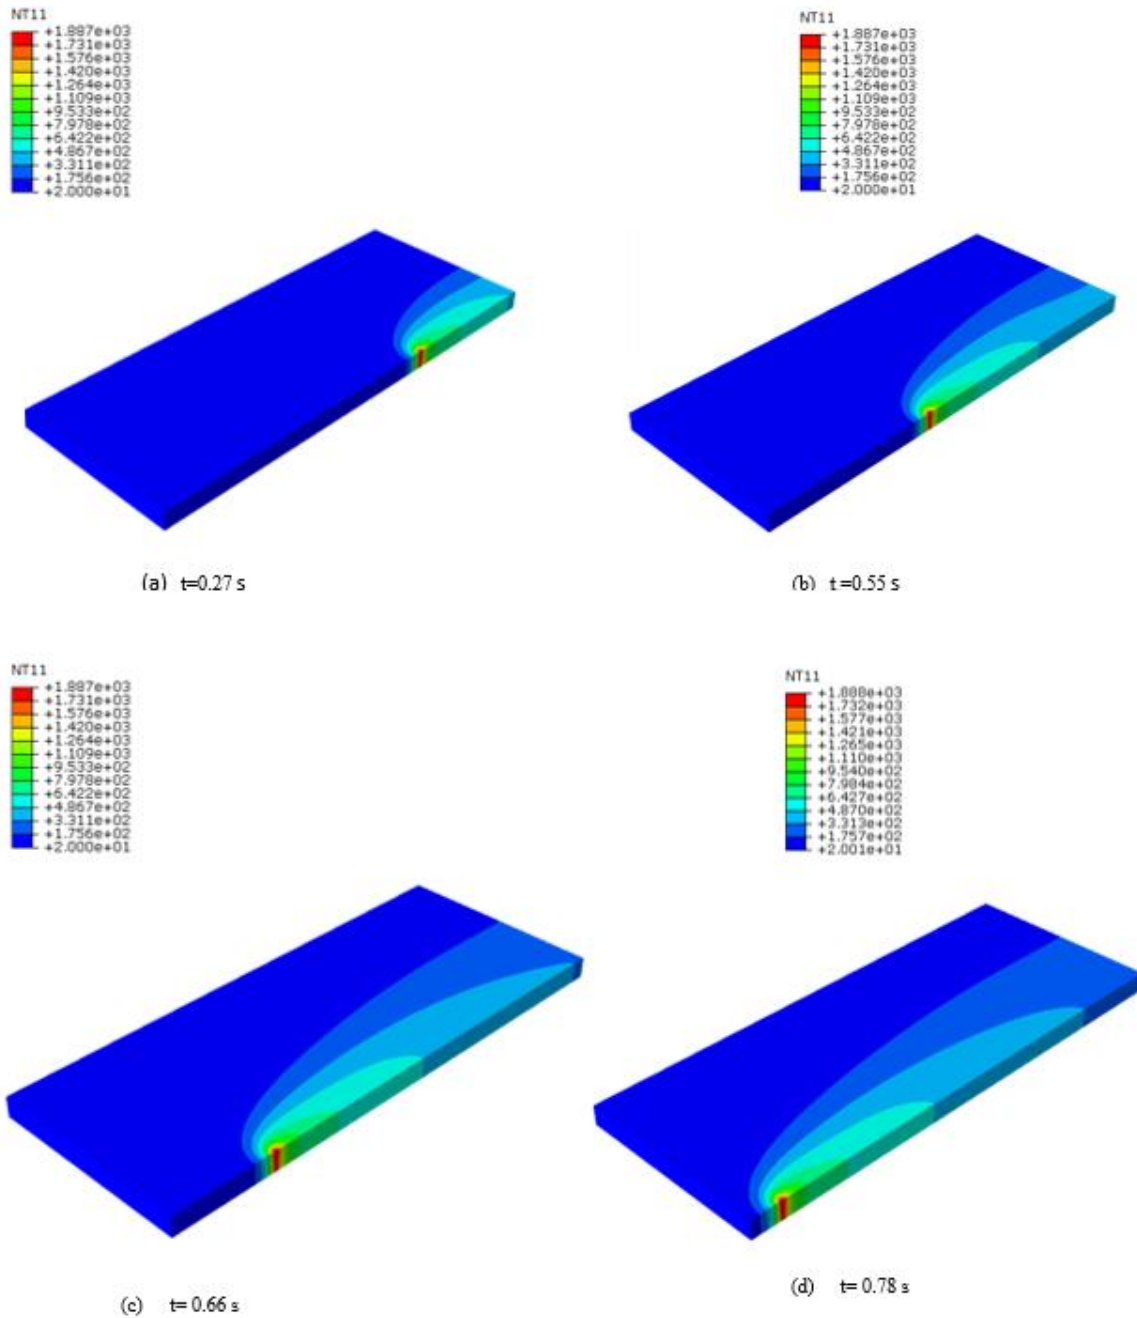 NT11
+1.887e+03
+1.731e+03
+1.576e+03
+1.420e+03
+1.264e+03
+1.109e+03
+9.533e+02
+7.978e+02
+6.422e+02
+4.867e+02
+3.311e+02
+1.756e+02
+2.000e+01
(a) t=0.27 s
NT11
+1.887e+03
+1.731e+03
+1.576e+03
+1.420e+03
+1.264e+03
+1.109e+03
+9.533e+02
+7.978e+02
+6.422e+02
+4.867e+02
+3.311e+02
+1.756e+02
+2.000e+01
(b) t=0.55 s
NT11
+1.887e+03
+1.731e+03
+1.576e+03
+1.420e+03
+1.264e+03
+1.109e+03
+9.533e+02
+7.978e+02
+6.422e+02
+4.867e+02
+3.311e+02
+1.756e+02
+2.000e+01
(c) t= 0.66 s
NT11
+1.888e+03
+1.732e+03
+1.577e+03
+1.421e+03
+1.265e+03
+1.110e+03
+9.540e+02
+7.984e+02
+6.427e+02
+4.870e+02
+3.313e+02
+1.757e+02
+2.001e+01
(d) t= 0.78 s